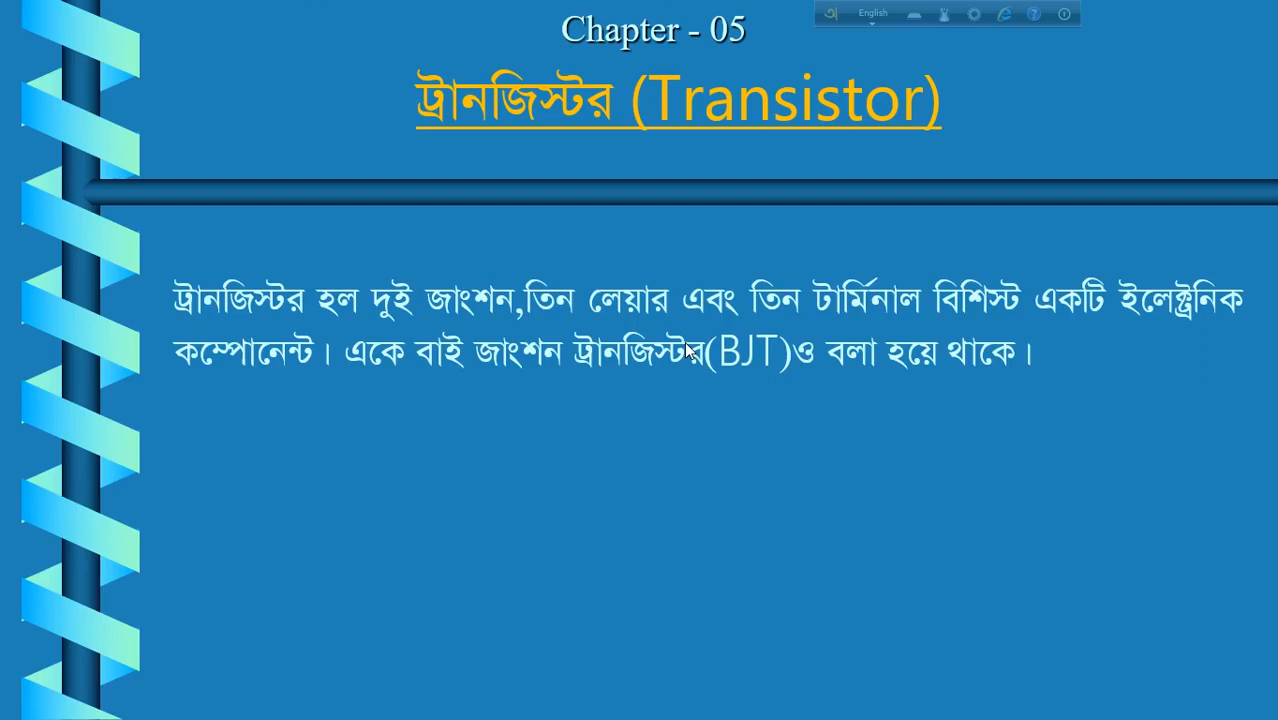 English
Chapter - 05
ট্রানজিস্টর (Transistor)
ট্রানজিস্টর হল দুই জাংশন,তিন লেয়ার এবং তিন টার্মিনাল বিশিস্ট একটি ইলেক্ট্রনিক
কম্পোনেন্ট। একে বাই জাংশন ট্রানজিস্টর(BJT)ও বলা হয়ে থাকে।